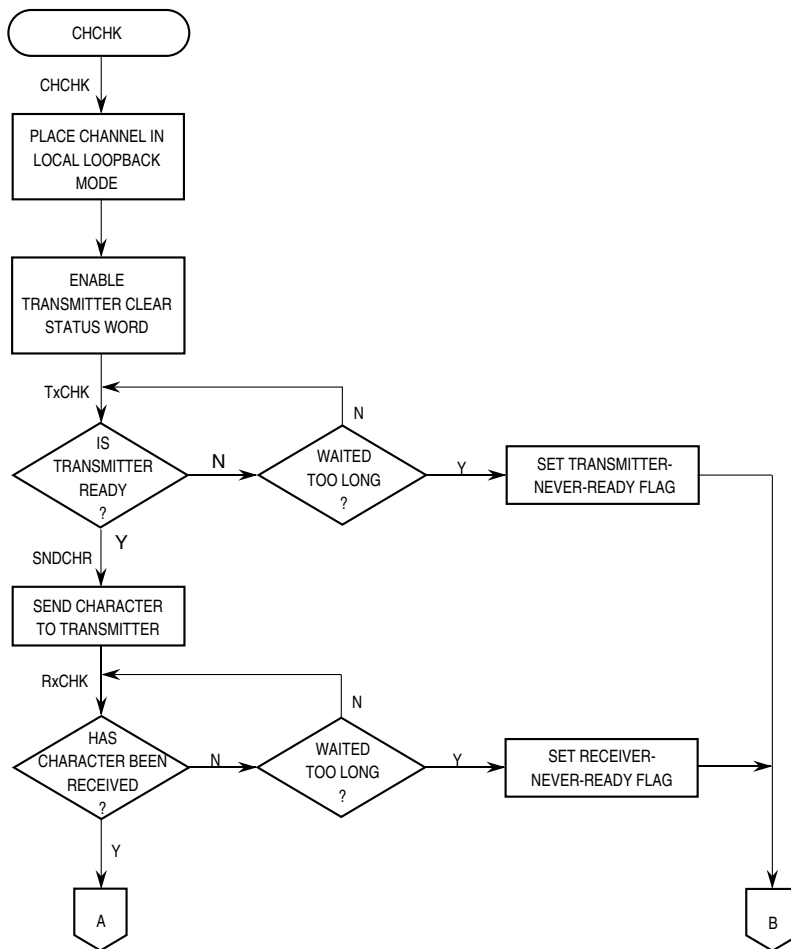 CHCHK
CHCHK
PLACE CHANNEL IN
LOCAL LOOPBACK
MODE
ENABLE
TRANSMITTER CLEAR
STATUS WORD
TxCHK
N
IS
TRANSMITTER
READY
?
N
WAITED
TOO LONG
?
Y
SET TRANSMITTER-
NEVER-READY FLAG
Y
SNDCHR
SEND CHARACTER
TO TRANSMITTER
RxCHK
N
HAS
CHARACTER BEEN
RECEIVED
?
N
WAITED
TOO LONG
?
Y
SET RECEIVER-
NEVER-READY FLAG
Y
A
B